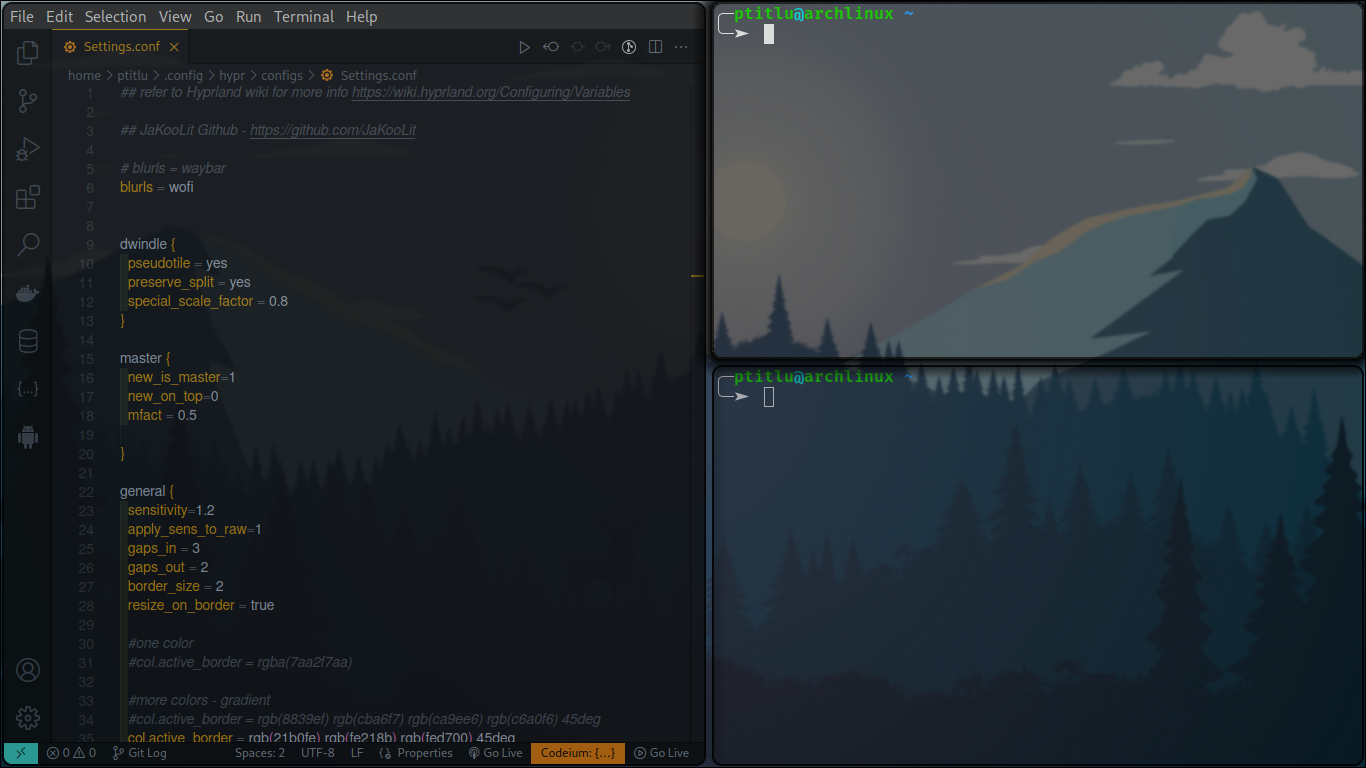 File Edit Selection View Go Run Terminal Help
Settings.conf
home > ptitlu > .config > hypr > configs > Settings.conf
1 ## refer to Hyprland wiki for more info https://wiki.hyprland.org/Configuring/Variables
2
3 ## JaKooLit Github - https://github.com/JaKooLit
4
5 # blurls = waybar
6 blurls = wofi
7
8
9 dwindle {
10 pseudotile = yes
11 preserve_split = yes
12 special_scale_factor = 0.8
13 }
14
15 master {
16 new_is_master=1
17 new_on_top=0
18 mfact = 0.5
19
20 }
21
22 general {
23 sensitivity=1.2
24 apply_sens_to_raw=1
25 gaps_in = 3
26 gaps_out = 2
27 border_size = 2
28 resize_on_border = true
29
30 #one color
31 #col.active_border = rgba(7aa2f7aa)
32
33 #more colors - gradient
34 #col.active_border = rgb(8839ef) rgb(cba6f7) rgb(ca9ee6) rgb(c6a0f6) 45deg
35 col.active_border = rgb(21b0fe) rgb(fe218b) rgb(fed700) 45deg
0 0 Git Log Spaces: 2 UTF-8 LF Properties Go Live Codeium: {...} Go Live
ptitlu@archlinux ~
ptitlu@archlinux ~